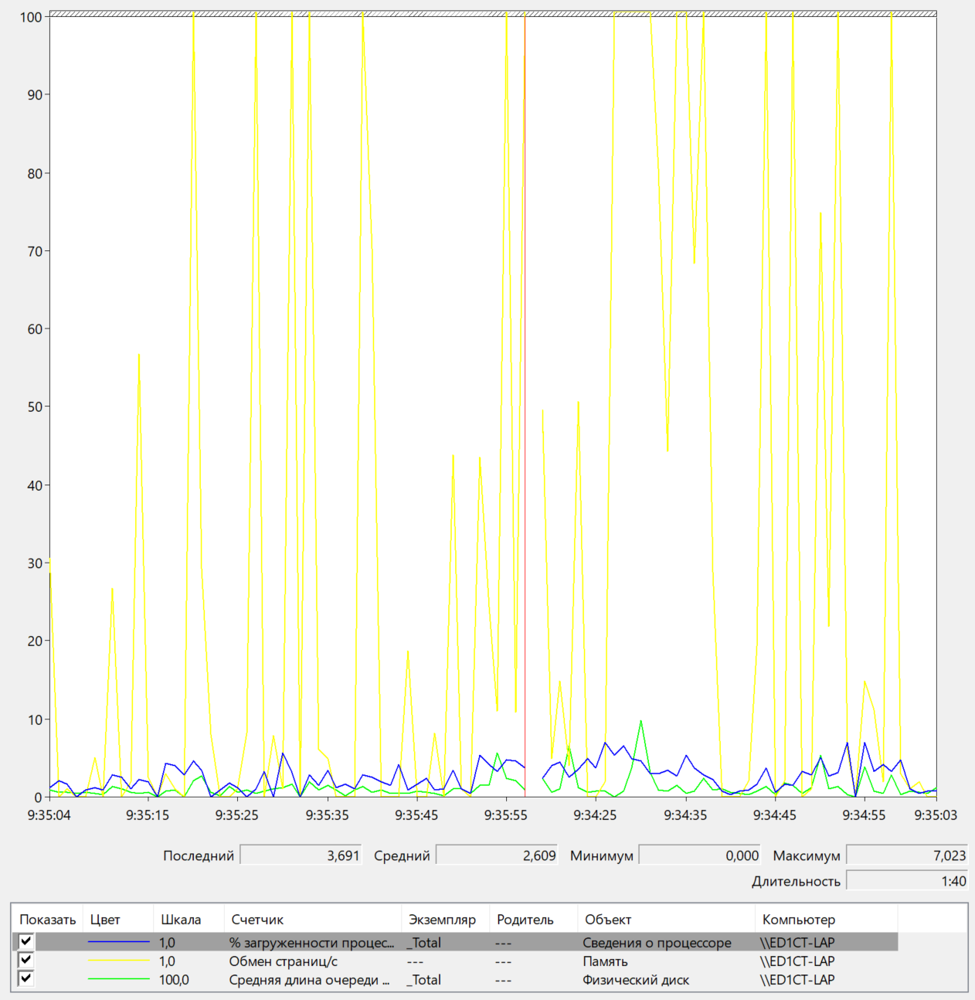 100
90
80
70
60
50
40
30
20
10
0
9:35:04 9:35:15 9:35:25 9:35:35 9:35:45 9:35:55 9:34:25 9:34:35 9:34:45 9:34:55 9:35:03
Последний 3,691 Средний 2,609 Минимум 0,000 Максимум 7,023
Длительность 1:40
Показать Цвет Шкала Счетчик Экземпляр Родитель Объект Компьютер
1,0 % загруженности процес... _Total --- Сведения о процессоре \\ED1CT-LAP
1,0 Обмен страниц/с --- --- Память \\ED1CT-LAP
100,0 Средняя длина очереди ... _Total --- Физический диск \\ED1CT-LAP